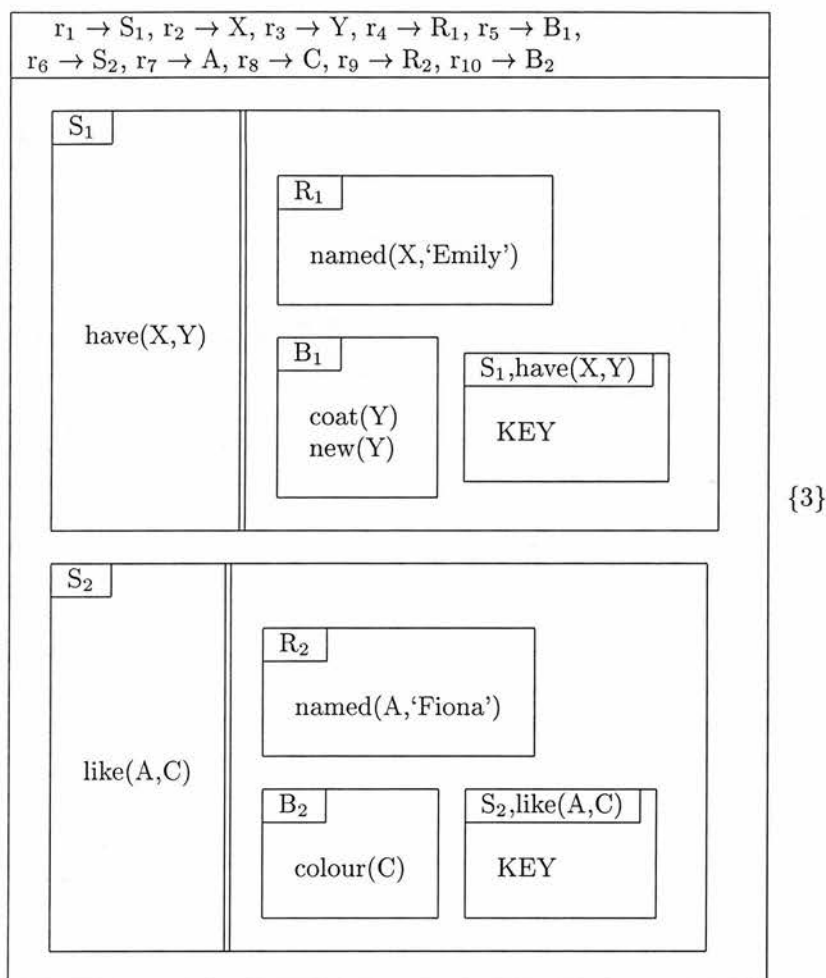 r₁ → S₁, r₂ → X, r₃ → Y, r₄ → R₁, r₅ → B₁,
r₆ → S₂, r₇ → A, r₈ → C, r₉ → R₂, r₁₀ → B₂
S₁
have(X,Y)
R₁
named(X,‘Emily’)
B₁
coat(Y)
new(Y)
S₁,have(X,Y)
KEY
{3}
S₂
like(A,C)
R₂
named(A,‘Fiona’)
B₂
colour(C)
S₂,like(A,C)
KEY